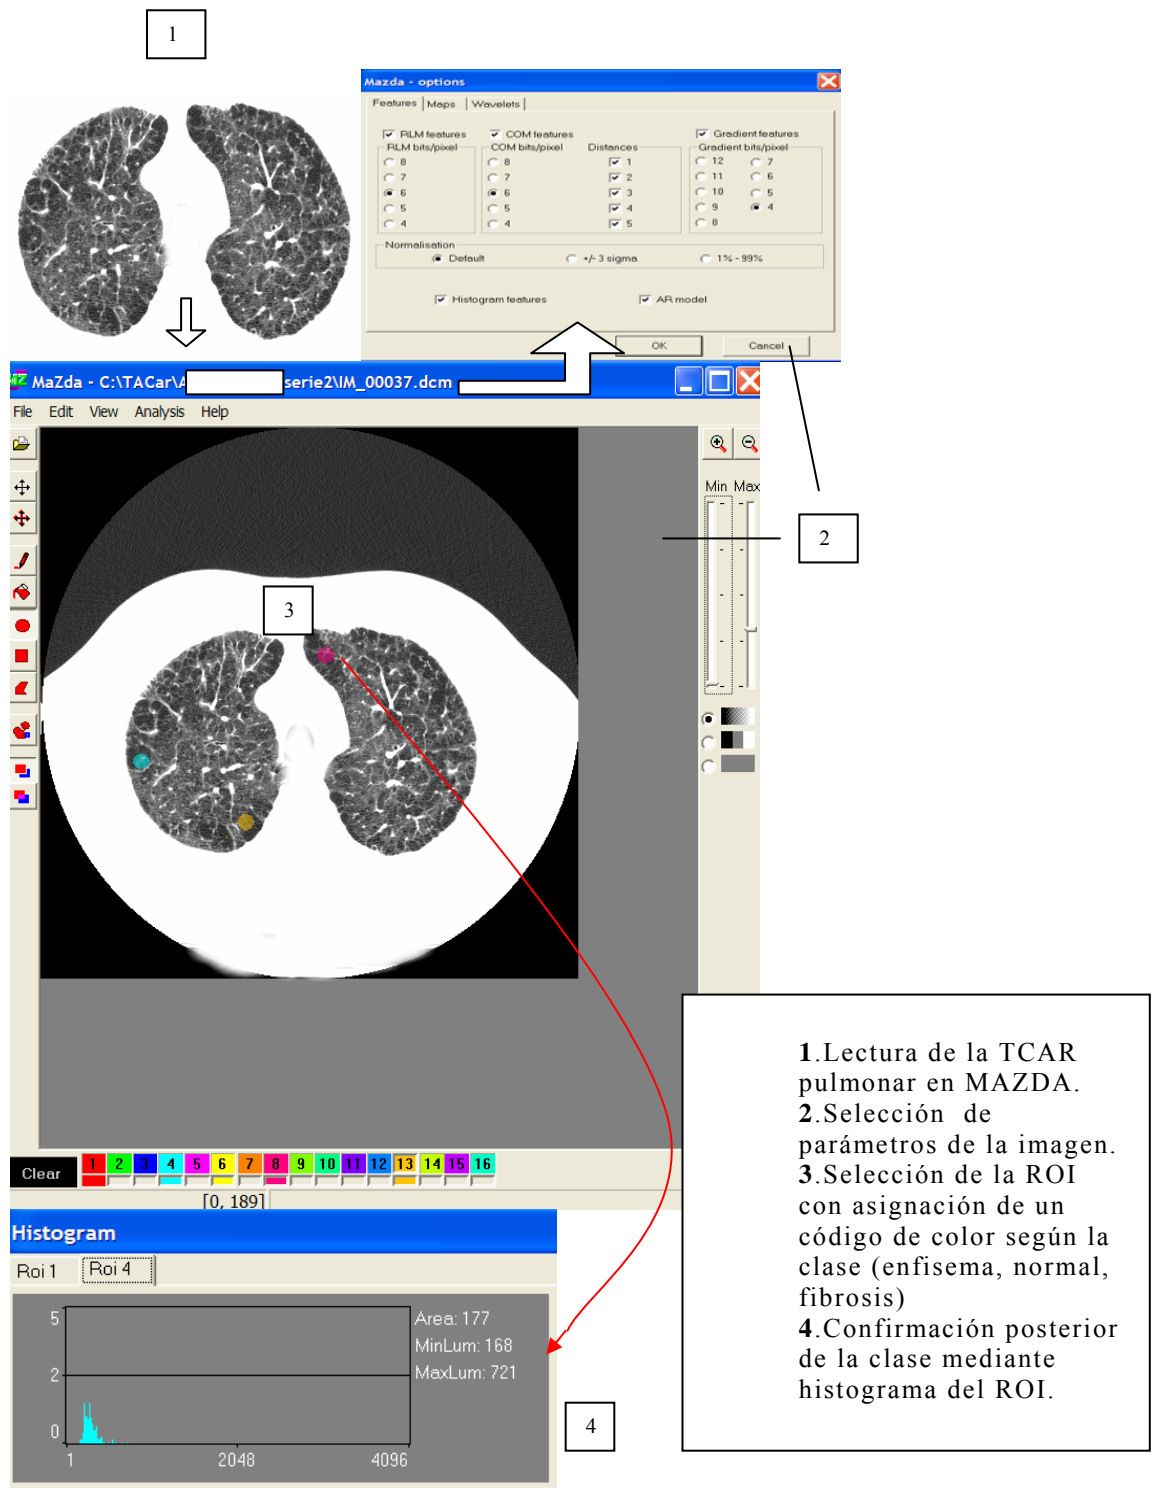 1
Mazda - options
Features Maps Wavelets
RLM features COM features Gradient features
RLM bits/pixel COM bits/pixel Distances Gradient bits/pixel
8 8 1 12 7
7 7 2 11 6
6 6 3 10 5
5 5 4 9 4
4 4 5 8
Normalisation
Default +/- 3 sigma 1% - 99%
Histogram features AR model
OK Cancel
MaZda - C:\TACar\A serie2\IM_00037.dcm
File Edit View Analysis Help
Min Max
2
3
Clear 1 2 3 4 5 6 7 8 9 10 11 12 13 14 15 16
[0, 189]
1.Lectura de la TCAR
pulmonar en MAZDA.
2.Selección de
parámetros de la imagen.
3.Selección de la ROI
con asignación de un
código de color según la
clase (enfisema, normal,
fibrosis)
4.Confirmación posterior
de la clase mediante
histograma del ROI.
Histogram
Roi 1 Roi 4
5 Area: 177
MinLum: 168
2 MaxLum: 721
0
1 2048 4096
4